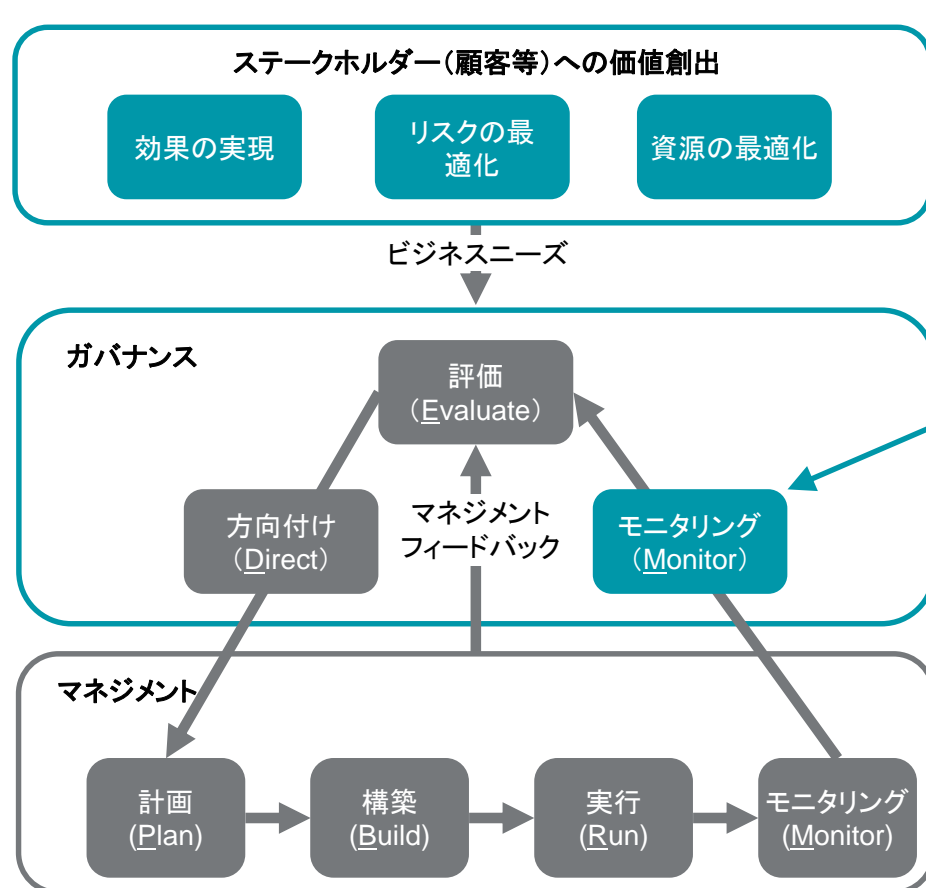 ステークホルダー（顧客等）への価値創出
効果の実現
リスクの最
適化
資源の最適化
ビジネスニーズ
ガバナンス
評価
（Evaluate）
方向付け
（Direct）
マネジメント
フィードバック
モニタリング
（Monitor）
マネジメント
計画
(Plan)
構築
(Build)
実行
(Run)
モニタリング
(Monitor)